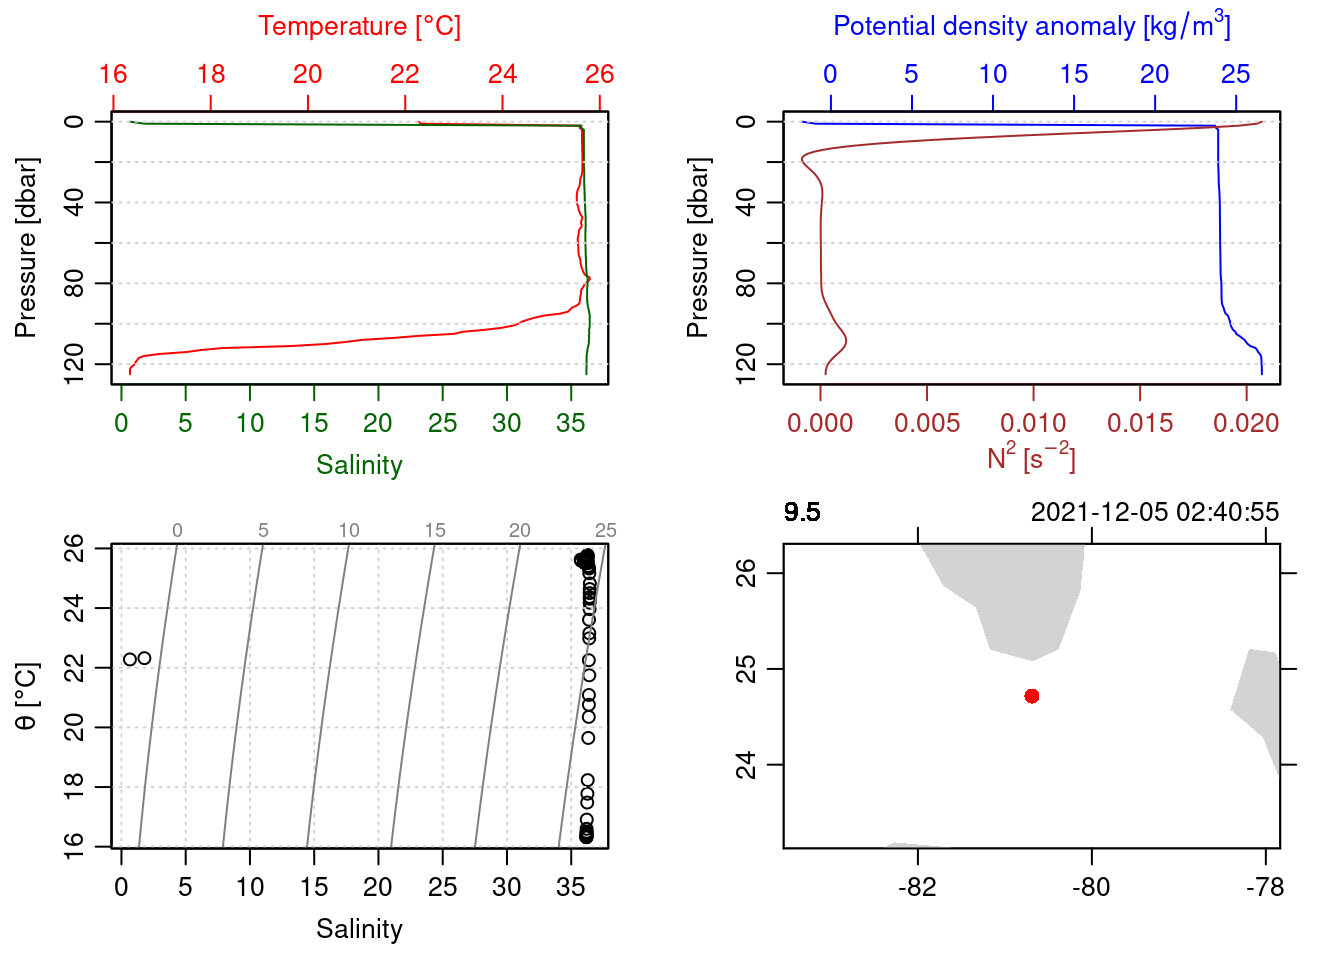 Temperature [°C]
16 18 20 22 24 26
Pressure [dbar]
0 40 80 120
0 5 10 15 20 25 30 35
Salinity
Potential density anomaly [kg/m³]
0 5 10 15 20 25
Pressure [dbar]
0 40 80 120
0.000 0.005 0.010 0.015 0.020
N² [s⁻²]
0 5 10 15 20 25
θ [°C]
26 24 22 20 18 16
0 5 10 15 20 25 30 35
Salinity
9.5 2021-12-05 02:40:55
26
25
24
-82 -80 -78